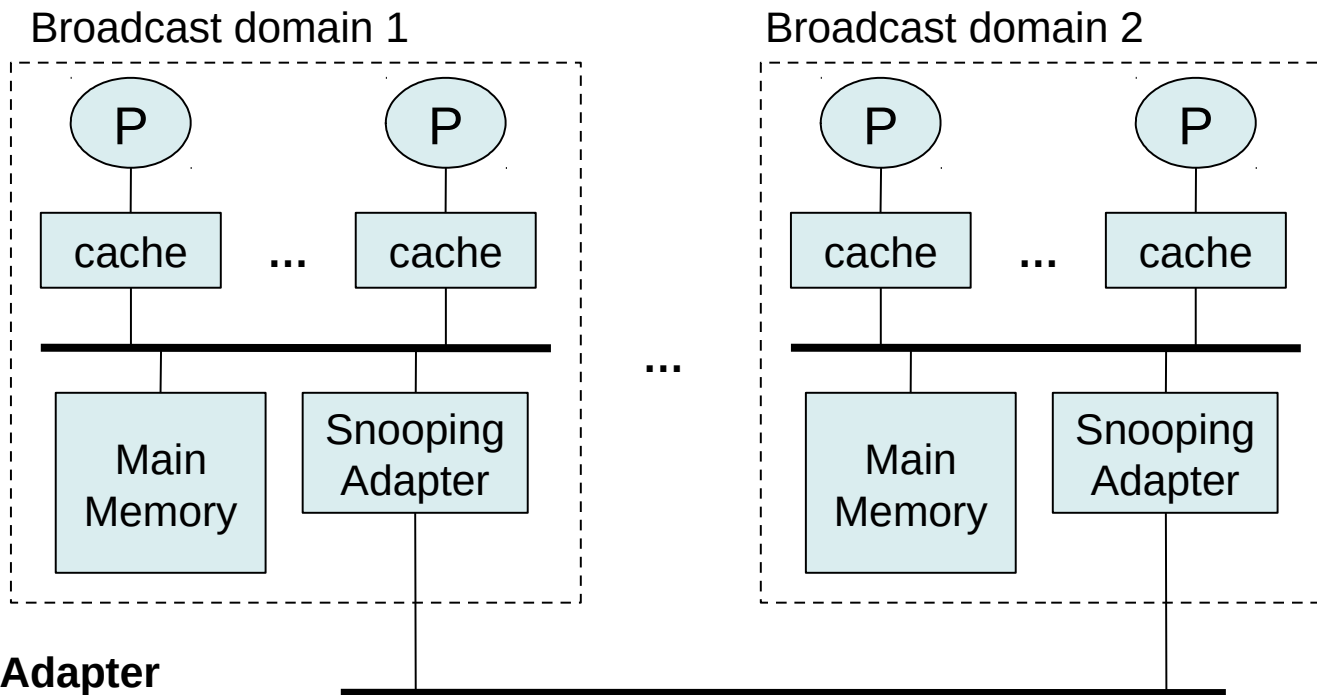 Broadcast domain 1
Broadcast domain 2
P
P
P
P
cache
...
cache
cache
...
cache
...
Main
Memory
Snooping
Adapter
Main
Memory
Snooping
Adapter
Adapter